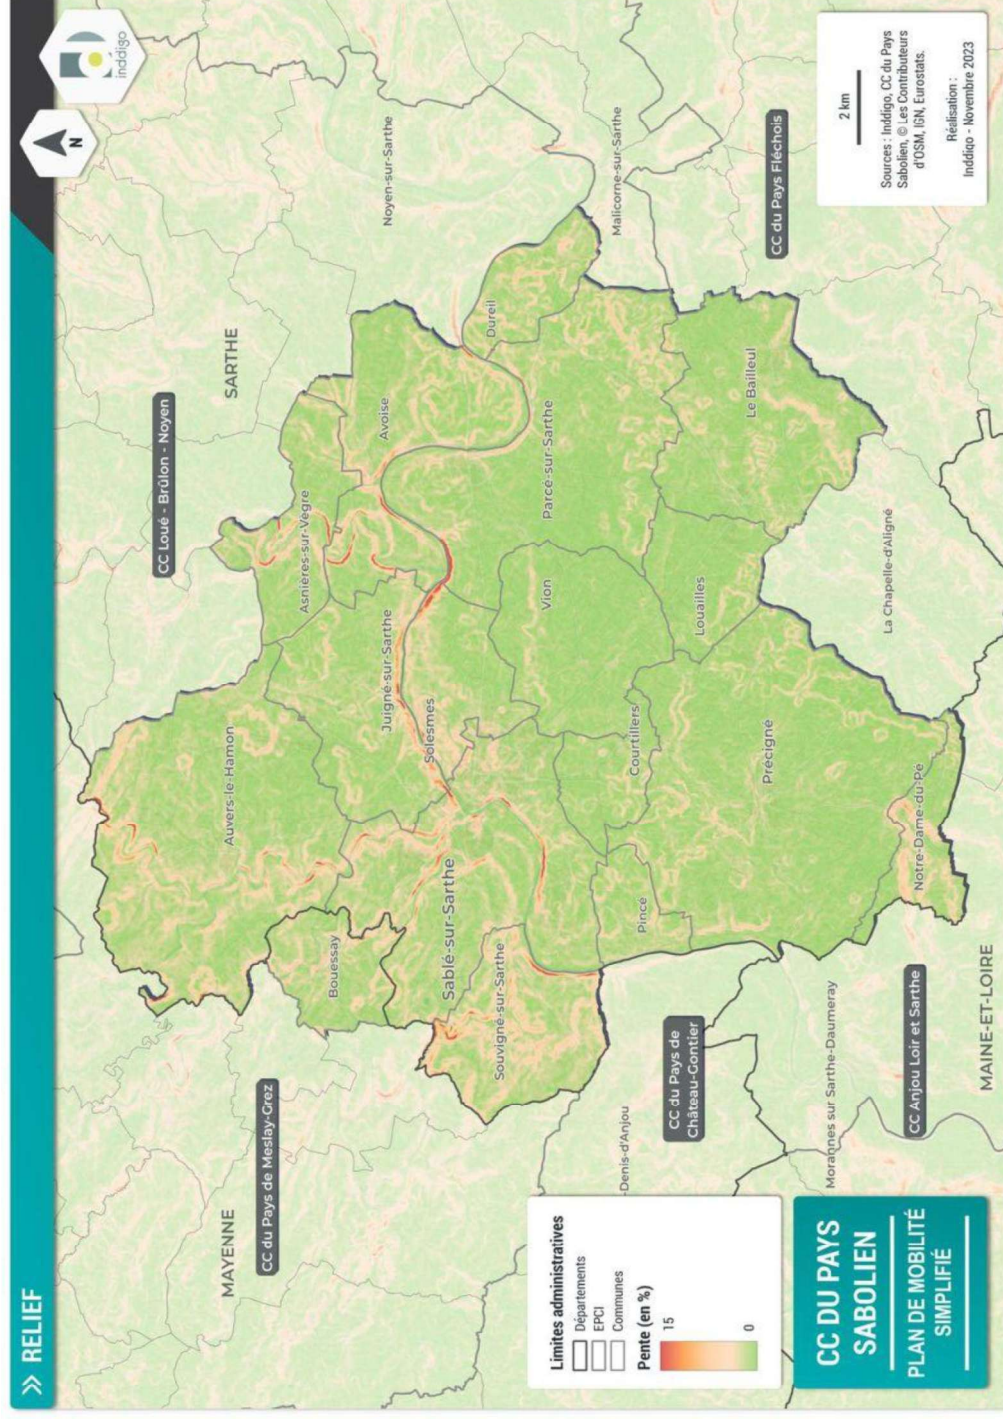 >> RELIEF
inddigo
N
MAYENNE
CC du Pays de Meslay-Grez
CC Loué - Brûlon - Noyen
SARTHE
Auvers-le-Hamon
Asnières-sur-Vègre
Bouessay
Juigné-sur-Sarthe
Avoise
Noyen-sur-Sarthe
Sablé-sur-Sarthe
Solesmes
Dureil
Souvigné-sur-Sarthe
Vion
Parcé-sur-Sarthe
Malicorne-sur-Sarthe
Pincé
Courtillers
Louailles
Le Bailleul
CC du Pays Fléchois
-Denis-d'Anjou
CC du Pays de
Château-Gontier
Précigné
Morannes sur Sarthe-Daumeray
Notre-Dame-du-Pé
La Chapelle-d'Aligné
CC Anjou Loir et Sarthe
MAINE-ET-LOIRE
Limites administratives
Départements
EPCI
Communes
Pente (en %)
15
0
CC DU PAYS
SABOLIEN
PLAN DE MOBILITÉ
SIMPLIFIÉ
2 km
Sources : Inddigo, CC du Pays
Sabolien, © Les Contributeurs
d'OSM, IGN, Eurostats.
Réalisation :
Inddigo - Novembre 2023